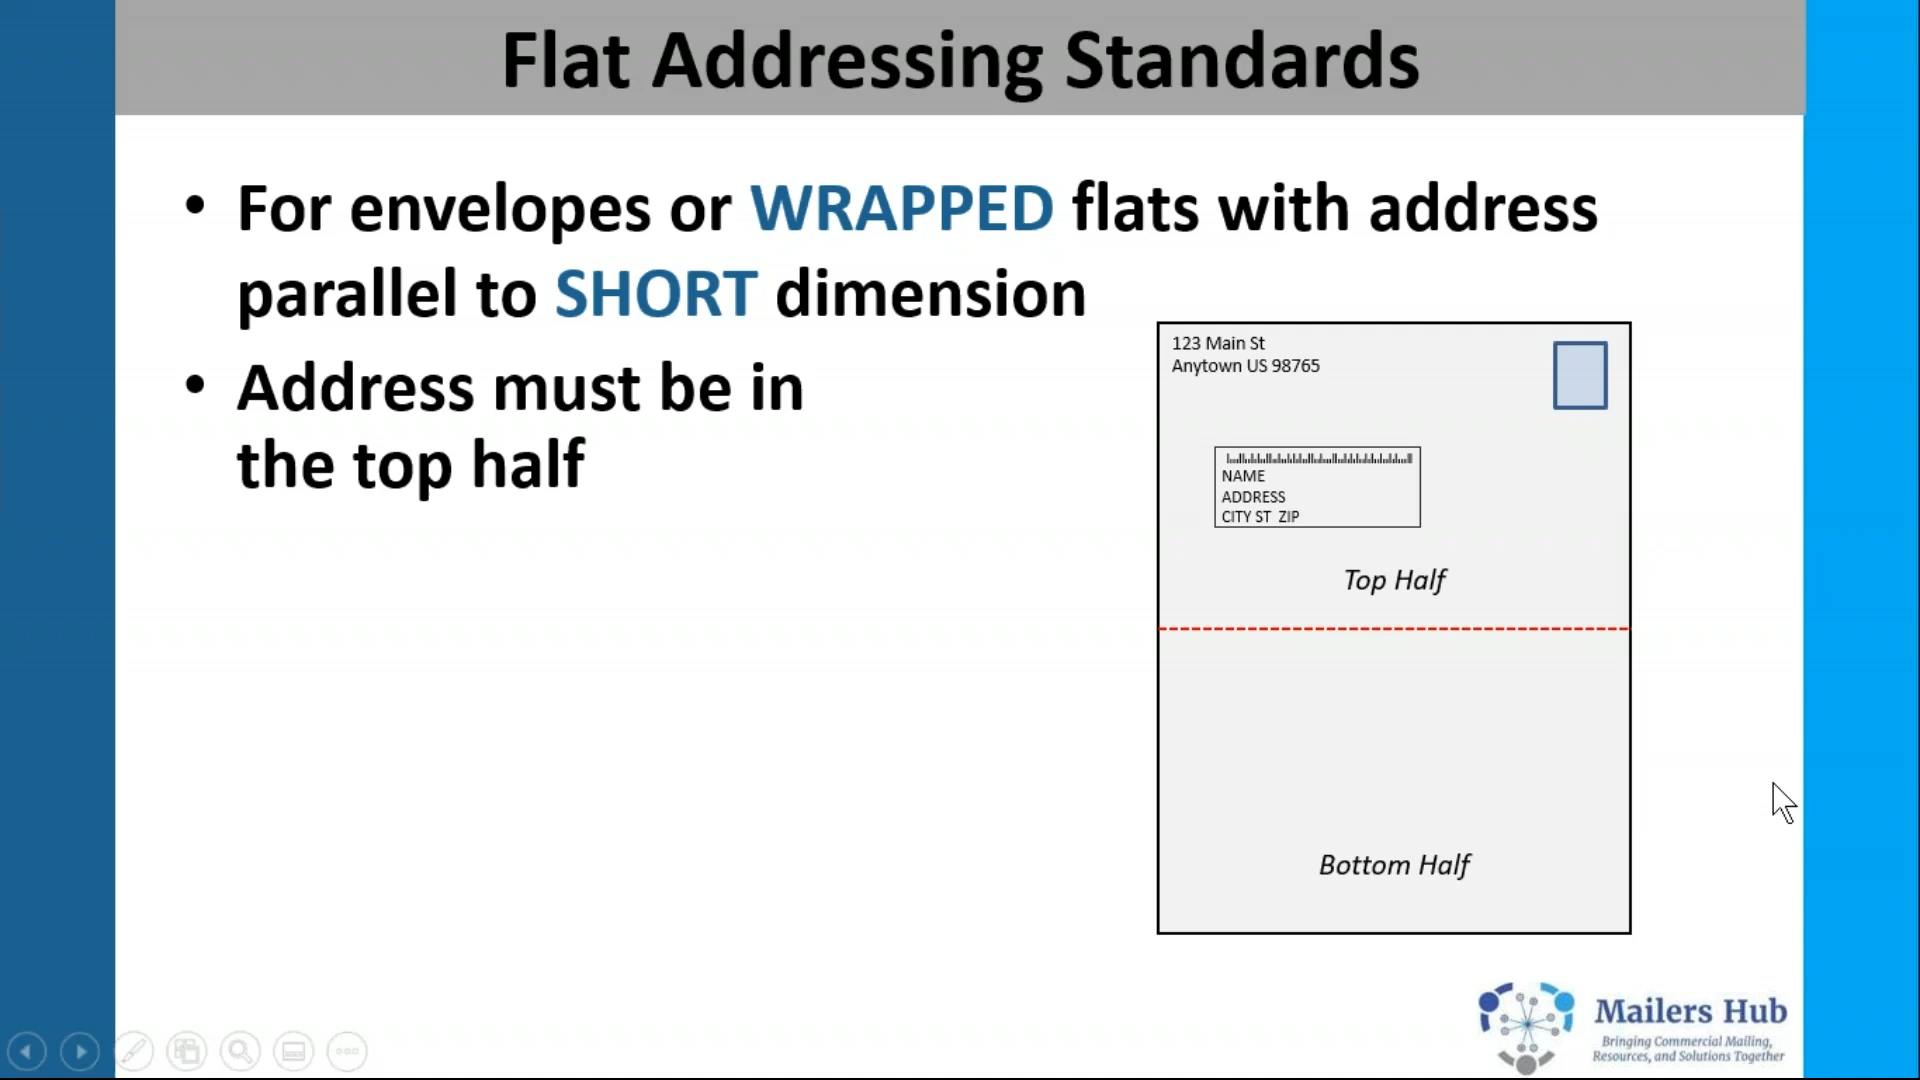 Flat Addressing Standards
• For envelopes or WRAPPED flats with address
parallel to SHORT dimension
• Address must be in
the top half
123 Main St
Anytown US 98765
NAME
ADDRESS
CITY ST ZIP
Top Half
Bottom Half
Mailers Hub
Bringing Commercial Mailing,
Resources, and Solutions Together